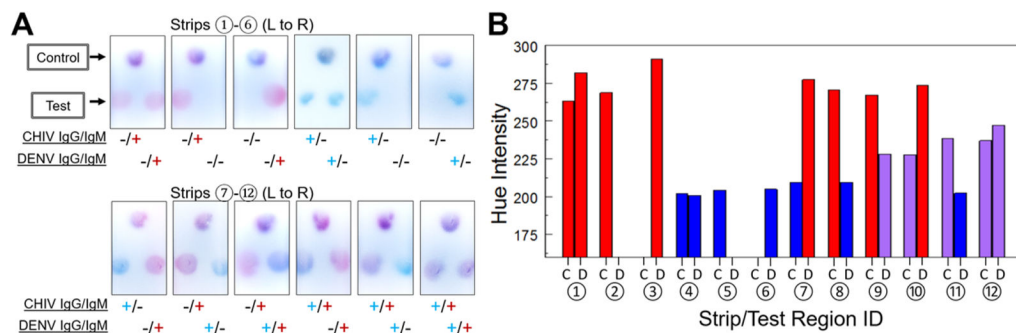 A
Strips ①-⑥ (L to R)
Control
Test
CHIV IgG/IgM -/+ -/+ -/- +/- +/- -/-
DENV IgG/IgM -/+ -/- -/+ +/- -/- +/-
Strips ⑦-⑫ (L to R)
CHIV IgG/IgM +/- -/+ -/+ +/+ +/+ +/+
DENV IgG/IgM -/+ +/- +/+ -/+ +/- +/+
B
Hue Intensity
300
275
250
225
200
175
C D C D C D C D C D C D C D C D C D C D C D C D
① ② ③ ④ ⑤ ⑥ ⑦ ⑧ ⑨ ⑩ ⑪ ⑫
Strip/Test Region ID